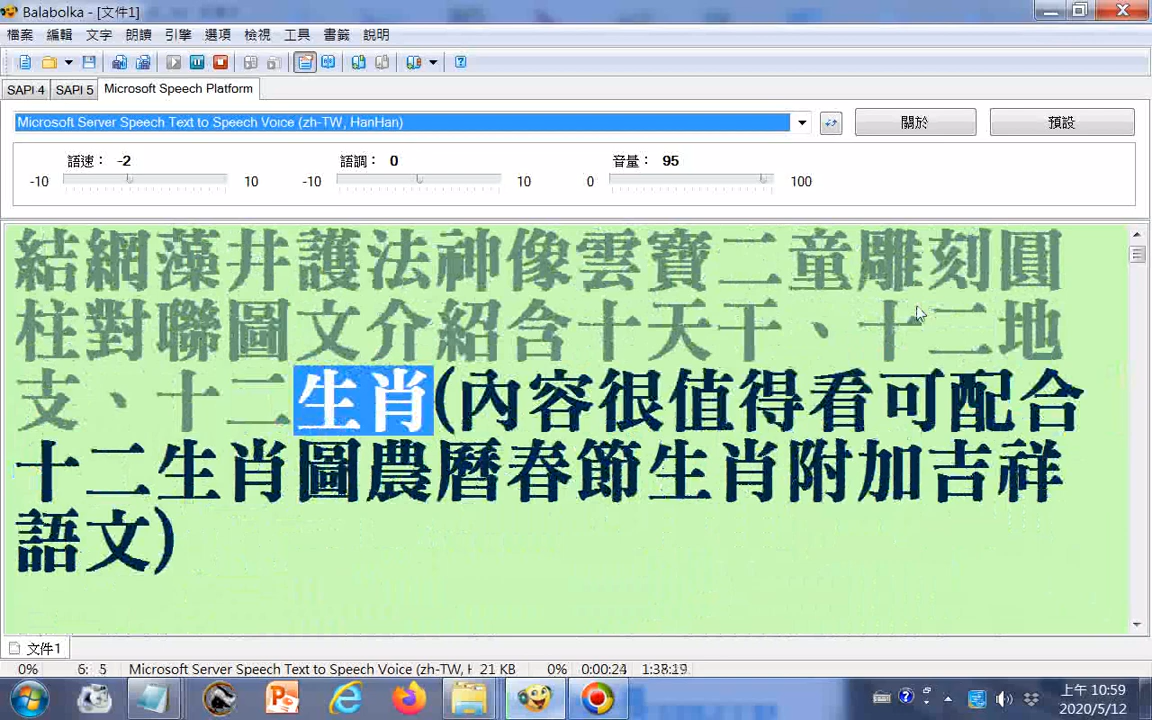 Balabolka - [文件1]
檔案 編輯 文字 朗讀 引擎 選項 檢視 工具 書籤 說明
SAPI 4 SAPI 5 Microsoft Speech Platform
Microsoft Server Speech Text to Speech Voice (zh-TW, HanHan)
關於 預設
語速： -2 語調： 0 音量： 95
-10 10 -10 10 0 100
結網藻井護法神像雲寶二童雕刻圓
柱對聯圖文介紹含十天干、十二地
支、十二生肖(內容很值得看可配合
十二生肖圖農曆春節生肖附加吉祥
語文)
文件1
0% 6: 5 Microsoft Server Speech Text to Speech Voice (zh-TW, 21 KB 0% 0:00:24 1:38:19
上午 10:59
2020/5/12